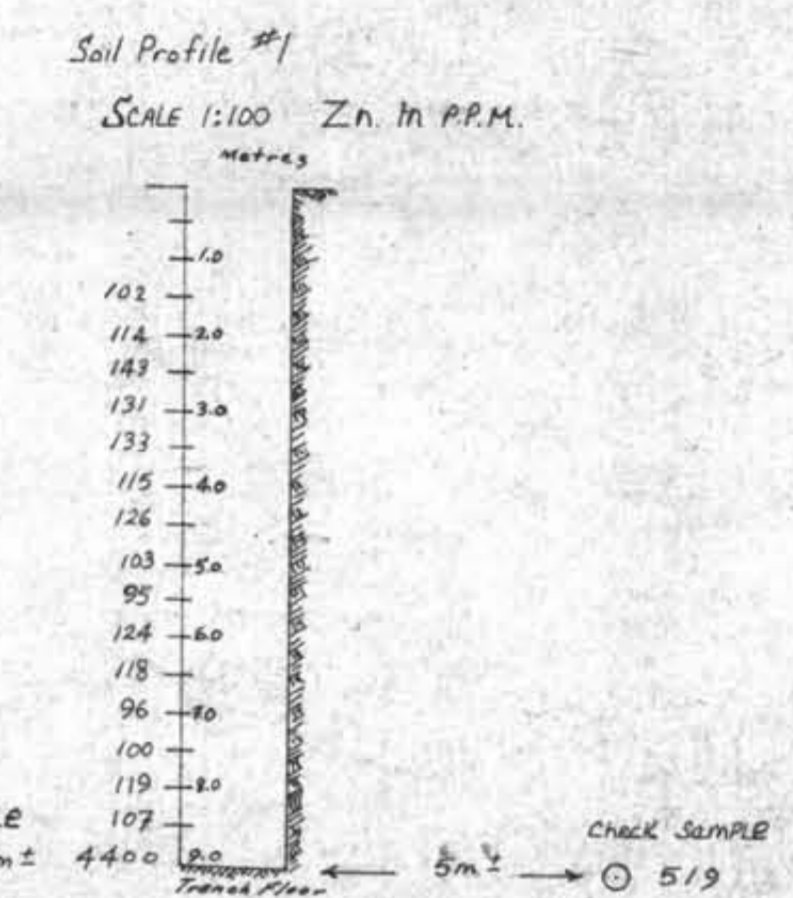 Soil Profile #1
SCALE 1:100 Zn. In P.P.M.
Metres
1.0
102
114 2.0
143
131 3.0
133
115 4.0
126
103 5.0
95
124 6.0
118
96 7.0
100
119 8.0
107
Check Sample
m± 4400 9.0 5m± 519
Trench Floor